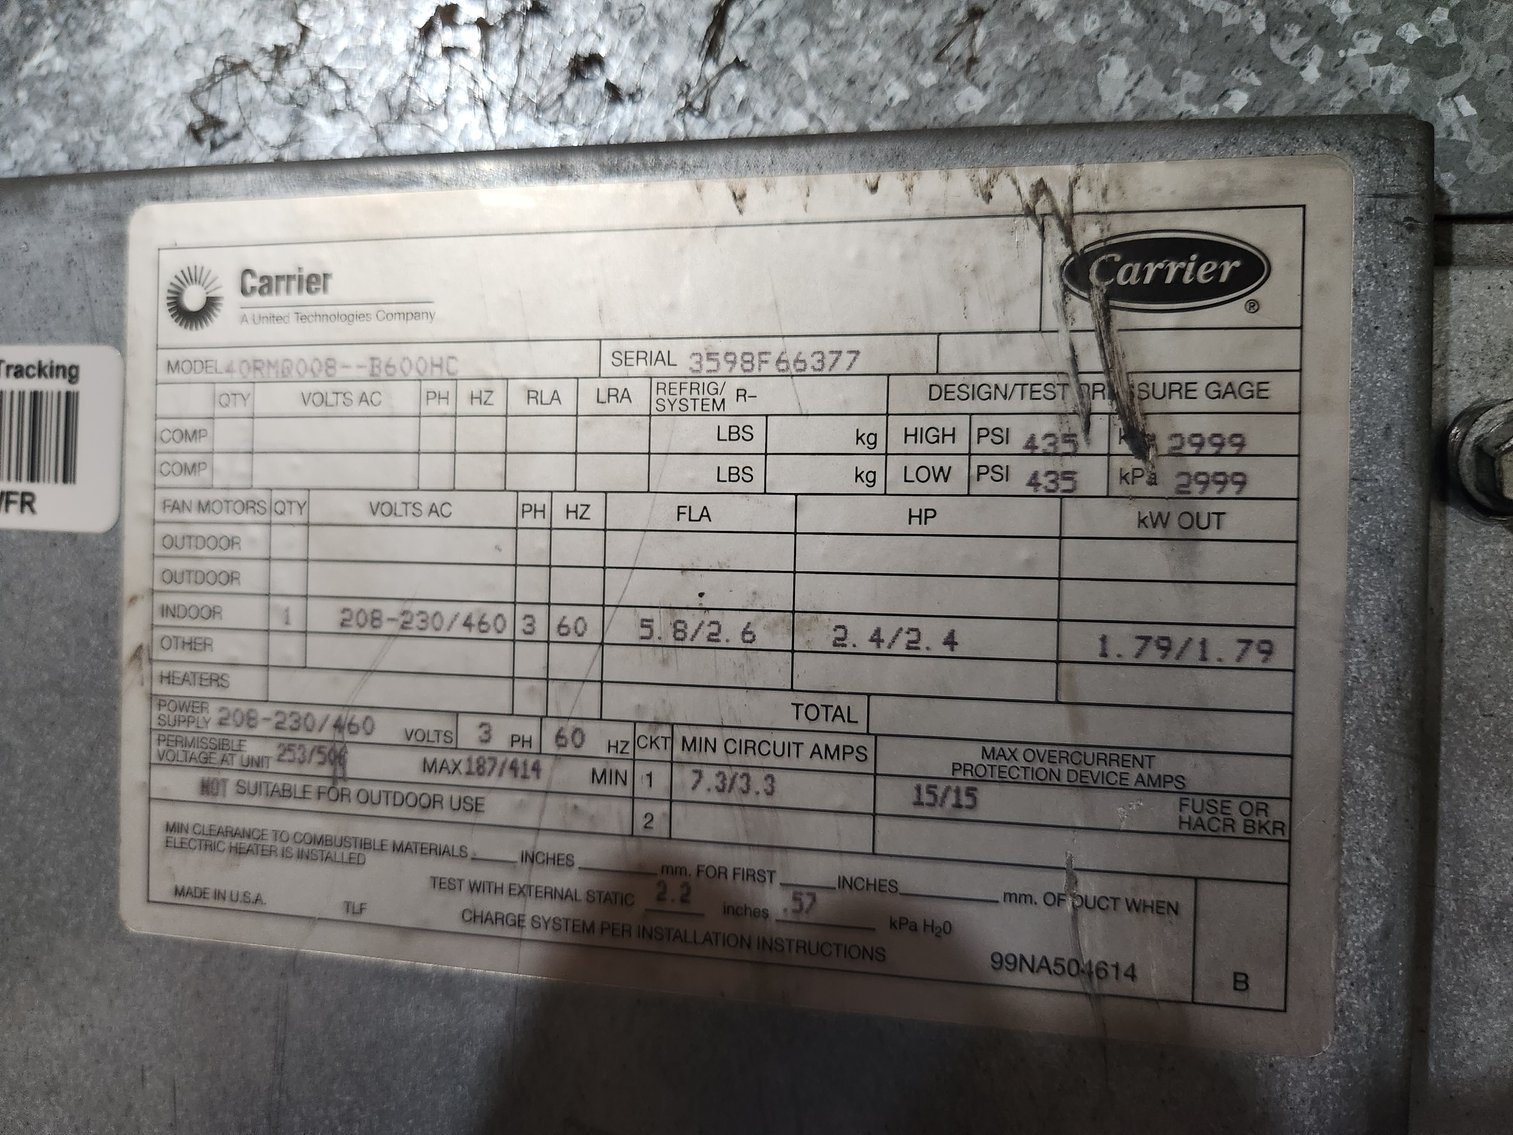 Carrier
A United Technologies Company
Carrier
®
MODEL 40RMQ008--B600HC SERIAL 3598F66377
QTY VOLTS AC PH HZ RLA LRA REFRIG/ SYSTEM R- DESIGN/TEST PRESSURE GAGE
COMP LBS kg HIGH PSI 435 kPa 2999
COMP LBS kg LOW PSI 435 kPa 2999
FAN MOTORS QTY VOLTS AC PH HZ FLA HP kW OUT
OUTDOOR
OUTDOOR
INDOOR 1 208-230/460 3 60 5.8/2.6 2.4/2.4 1.79/1.79
OTHER
HEATERS
TOTAL
POWER SUPPLY 208-230/460 VOLTS 3 PH 60 HZ CKT MIN CIRCUIT AMPS MAX OVERCURRENT PROTECTION DEVICE AMPS
PERMISSIBLE VOLTAGE AT UNIT 253/506 MAX 187/414 MIN 1 7.3/3.3 15/15 FUSE OR HACR BKR
NOT SUITABLE FOR OUTDOOR USE 2
MIN CLEARANCE TO COMBUSTIBLE MATERIALS INCHES mm. FOR FIRST INCHES mm. OF DUCT WHEN
ELECTRIC HEATER IS INSTALLED
TEST WITH EXTERNAL STATIC 2.2 inches .57 kPa H₂0
MADE IN U.S.A. TLF
CHARGE SYSTEM PER INSTALLATION INSTRUCTIONS
99NA504614 B
Tracking